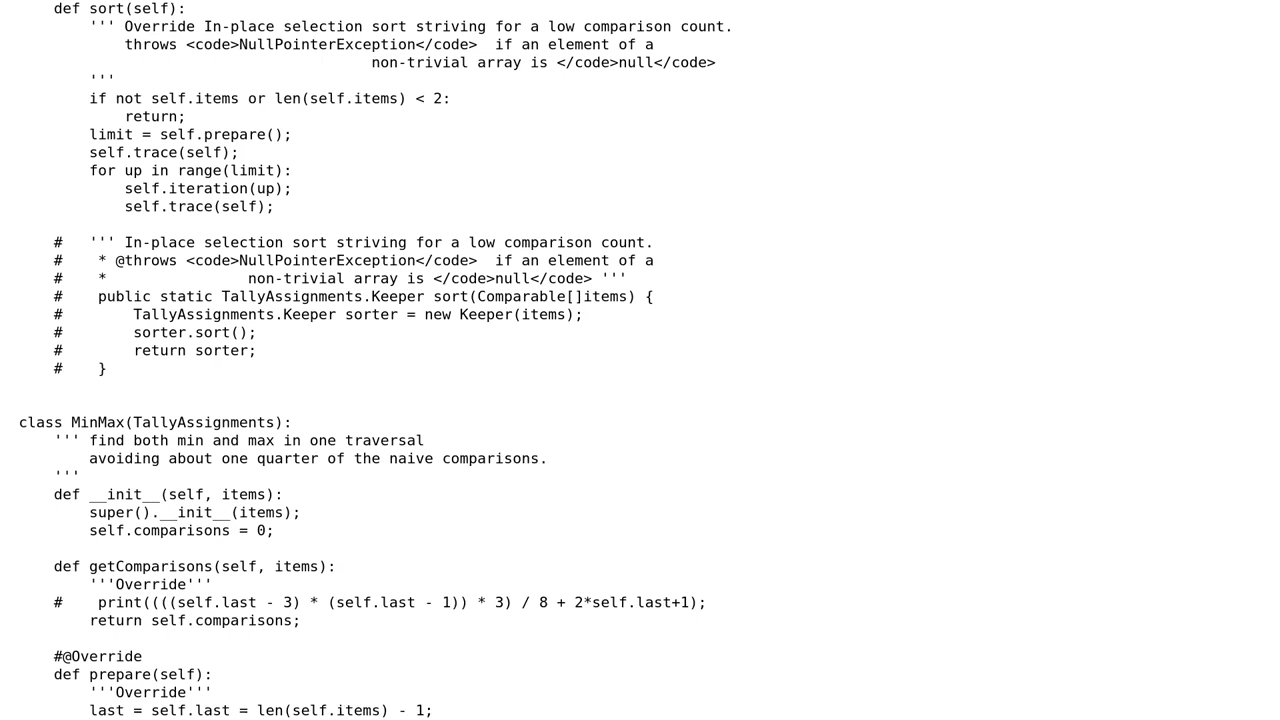 def sort(self):
    ''' Override In-place selection sort striving for a low comparison count.
        throws <code>NullPointerException</code>  if an element of a
                                    non-trivial array is </code>null</code>
    '''
    if not self.items or len(self.items) < 2:
        return;
    limit = self.prepare();
    self.trace(self);
    for up in range(limit):
        self.iteration(up);
        self.trace(self);

#   ''' In-place selection sort striving for a low comparison count.
#    * @throws <code>NullPointerException</code>  if an element of a
#    *                non-trivial array is </code>null</code> '''
#    public static TallyAssignments.Keeper sort(Comparable[]items) {
#        TallyAssignments.Keeper sorter = new Keeper(items);
#        sorter.sort();
#        return sorter;
#    }

class MinMax(TallyAssignments):
    ''' find both min and max in one traversal
        avoiding about one quarter of the naive comparisons.
    '''
    def __init__(self, items):
        super().__init__(items);
        self.comparisons = 0;

    def getComparisons(self, items):
        '''Override'''
    #    print((((self.last - 3) * (self.last - 1)) * 3) / 8 + 2*self.last+1);
        return self.comparisons;

    #@Override
    def prepare(self):
        '''Override'''
        last = self.last = len(self.items) - 1;